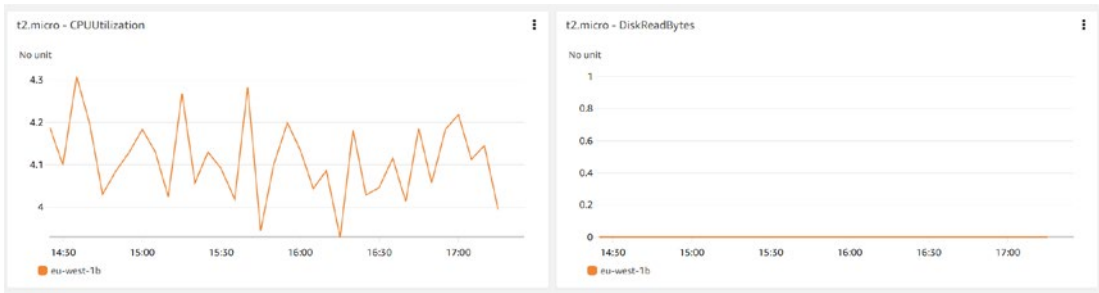 t2.micro - CPUUtilization
No unit
4.3
4.2
4.1
4
14:30 15:00 15:30 16:00 16:30 17:00
eu-west-1b
t2.micro - DiskReadBytes
No unit
1
0.8
0.6
0.4
0.2
0
14:30 15:00 15:30 16:00 16:30 17:00
eu-west-1b